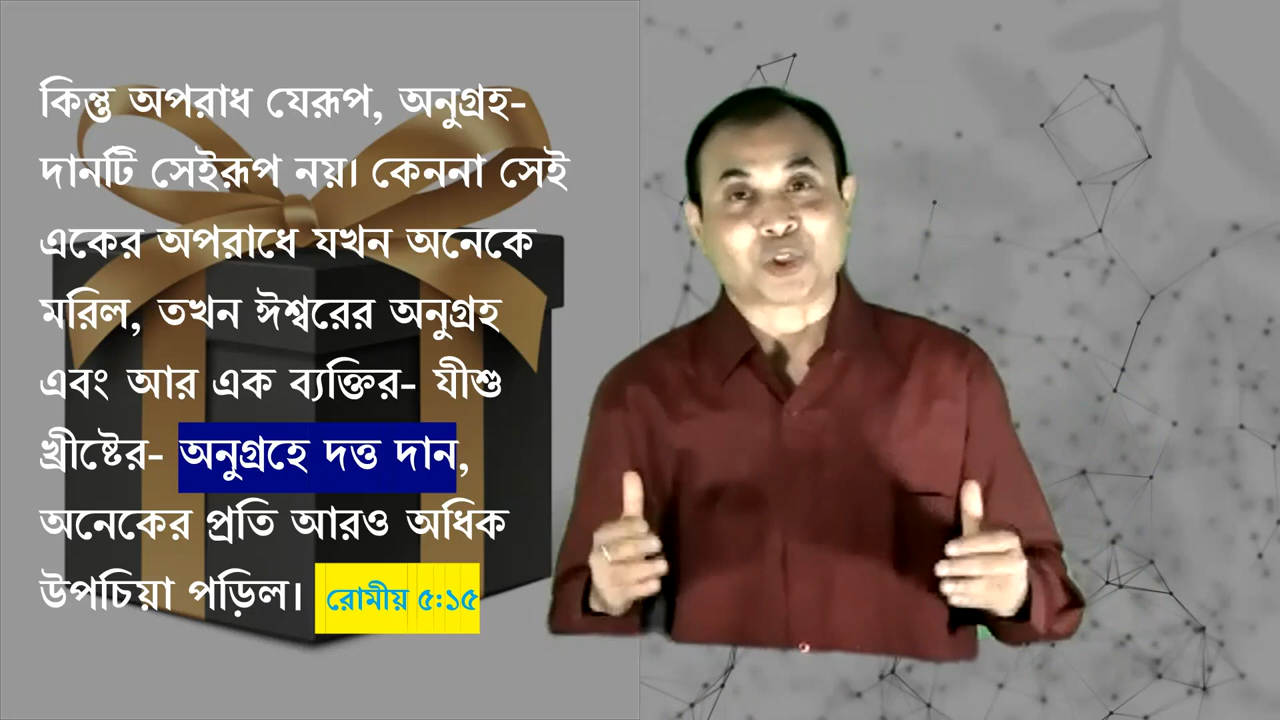 কিন্তু অপরাধ যেরূপ, অনুগ্রহ-
দানটি সেইরূপ নয়। কেননা সেই
একের অপরাধে যখন অনেকে
মরিল, তখন ঈশ্বরের অনুগ্রহ
এবং আর এক ব্যক্তির- যীশু
খ্রীষ্টের- অনুগ্রহে দত্ত দান,
অনেকের প্রতি আরও অধিক
উপচিয়া পড়িল। রোমীয় ৫:১৫